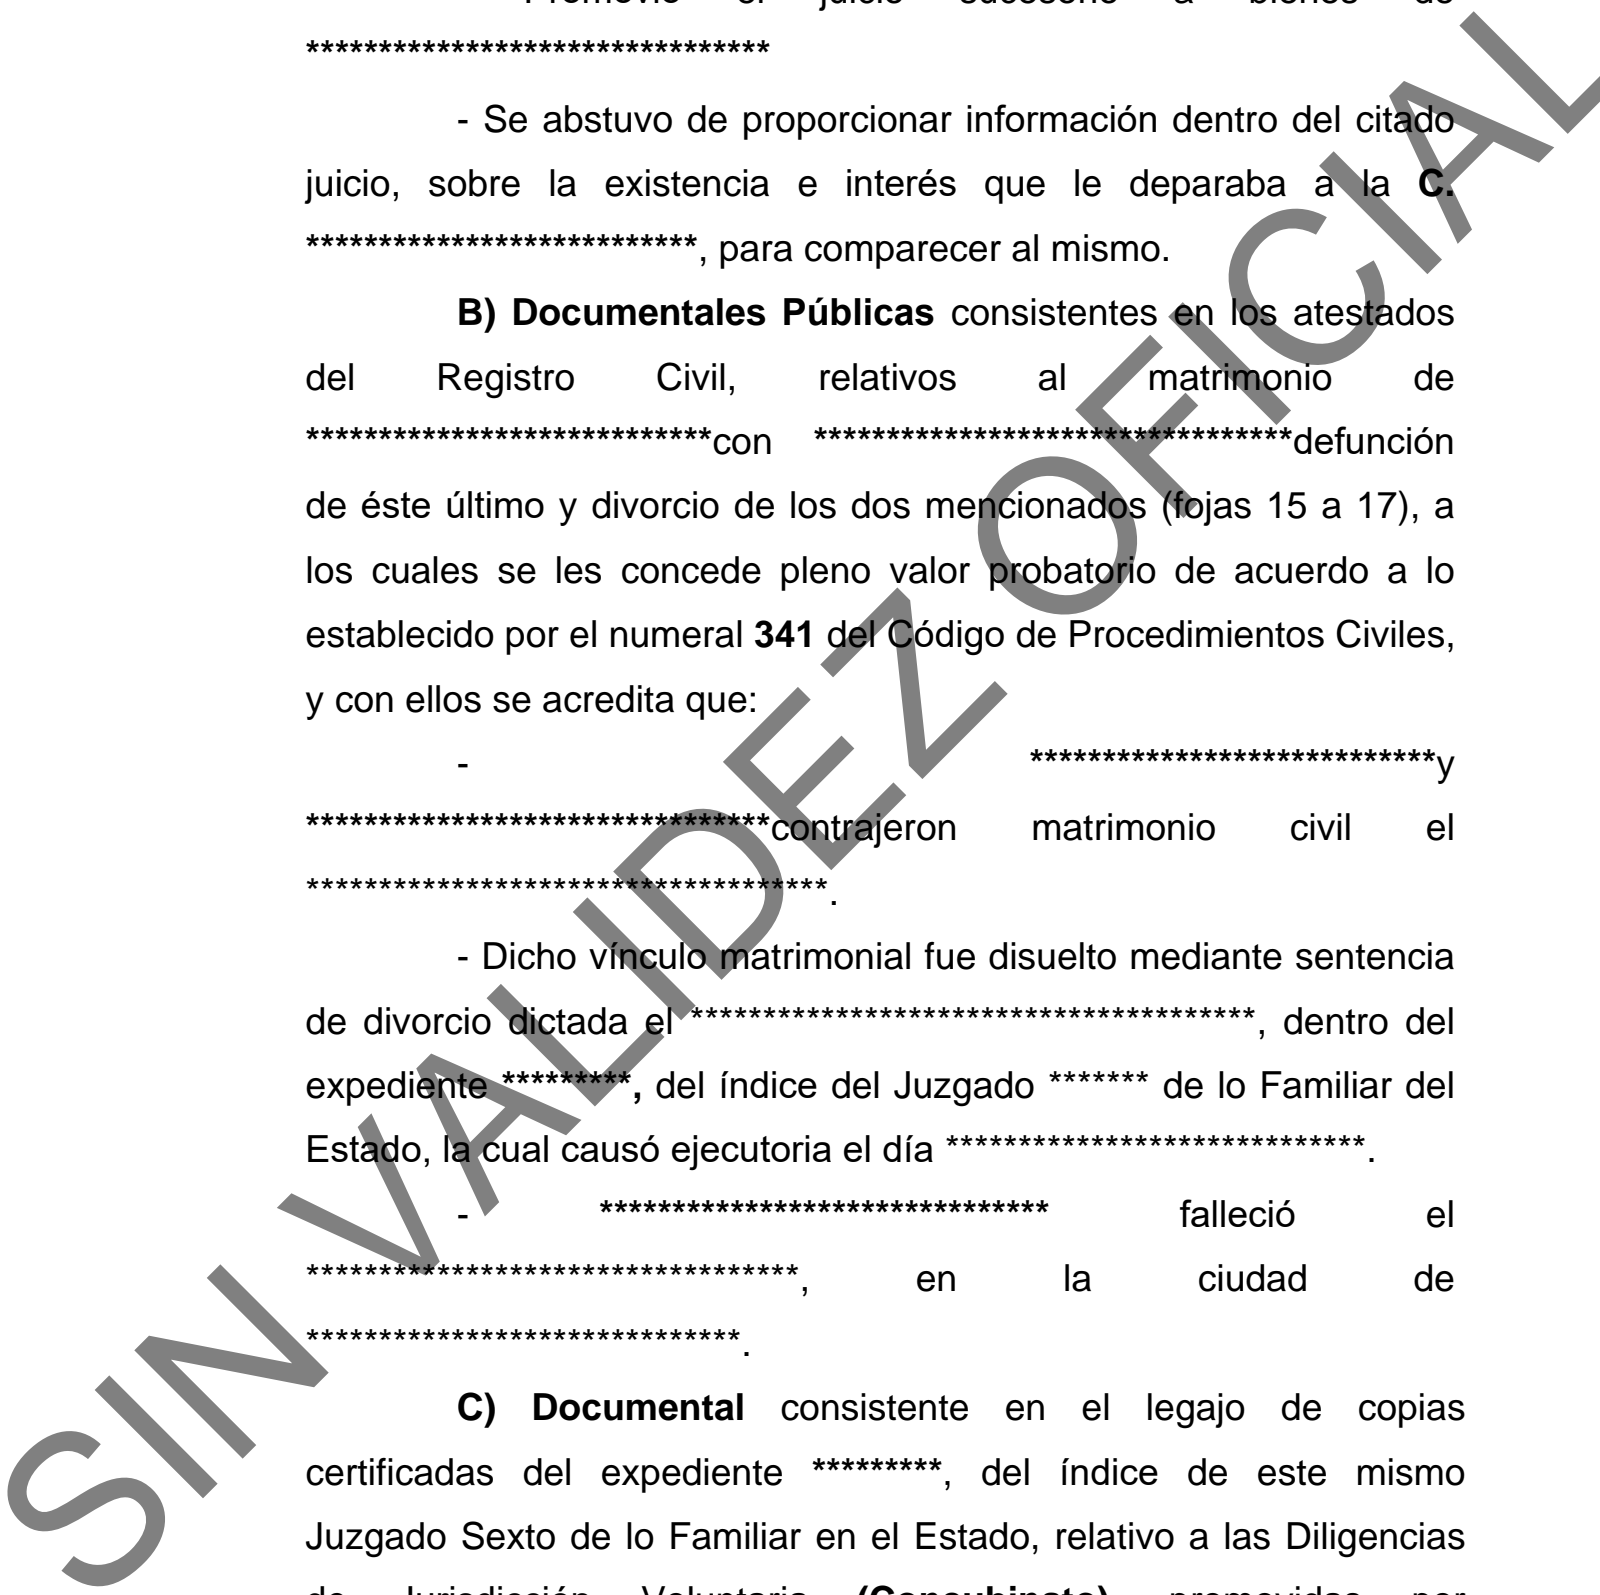 Promovió el juicio sucesorio a bienes de
********************************
- Se abstuvo de proporcionar información dentro del citado
juicio, sobre la existencia e interés que le deparaba a la C.
***************************, para comparecer al mismo.
B) Documentales Públicas consistentes en los atestados
del Registro Civil, relativos al matrimonio de
****************************con *********************************defunción
de éste último y divorcio de los dos mencionados (fojas 15 a 17), a
los cuales se les concede pleno valor probatorio de acuerdo a lo
establecido por el numeral 341 del Código de Procedimientos Civiles,
y con ellos se acredita que:
- ****************************y
********************************contrajeron matrimonio civil el
************************************.
- Dicho vínculo matrimonial fue disuelto mediante sentencia
de divorcio dictada el ***************************************, dentro del
expediente *********, del índice del Juzgado ******* de lo Familiar del
Estado, la cual causó ejecutoria el día *****************************.
- ******************************* falleció el
**********************************, en la ciudad de
******************************.
C) Documental consistente en el legajo de copias
certificadas del expediente *********, del índice de este mismo
Juzgado Sexto de lo Familiar en el Estado, relativo a las Diligencias
de Jurisdicción Voluntaria (Concubinato) promovidas por
SIN VALIDEZ OFICIAL